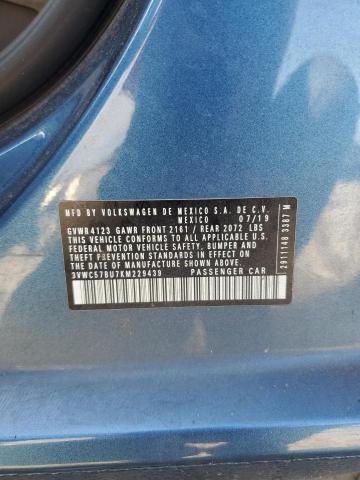 MFD BY VOLKSWAGEN DE MEXICO S.A. DE C.V.
MEXICO 07/19
GVWR 4123 GAWR FRONT 2161 / REAR 2072 LBS
THIS VEHICLE CONFORMS TO ALL APPLICABLE
FEDERAL MOTOR VEHICLE SAFETY, BUMPER AND
THEFT PREVENTION STANDARDS IN EFFECT ON
THE DATE OF MANUFACTURE SHOWN ABOVE.
3VWC57BU7KM229439 PASSENGER CAR
2911148 3387 M